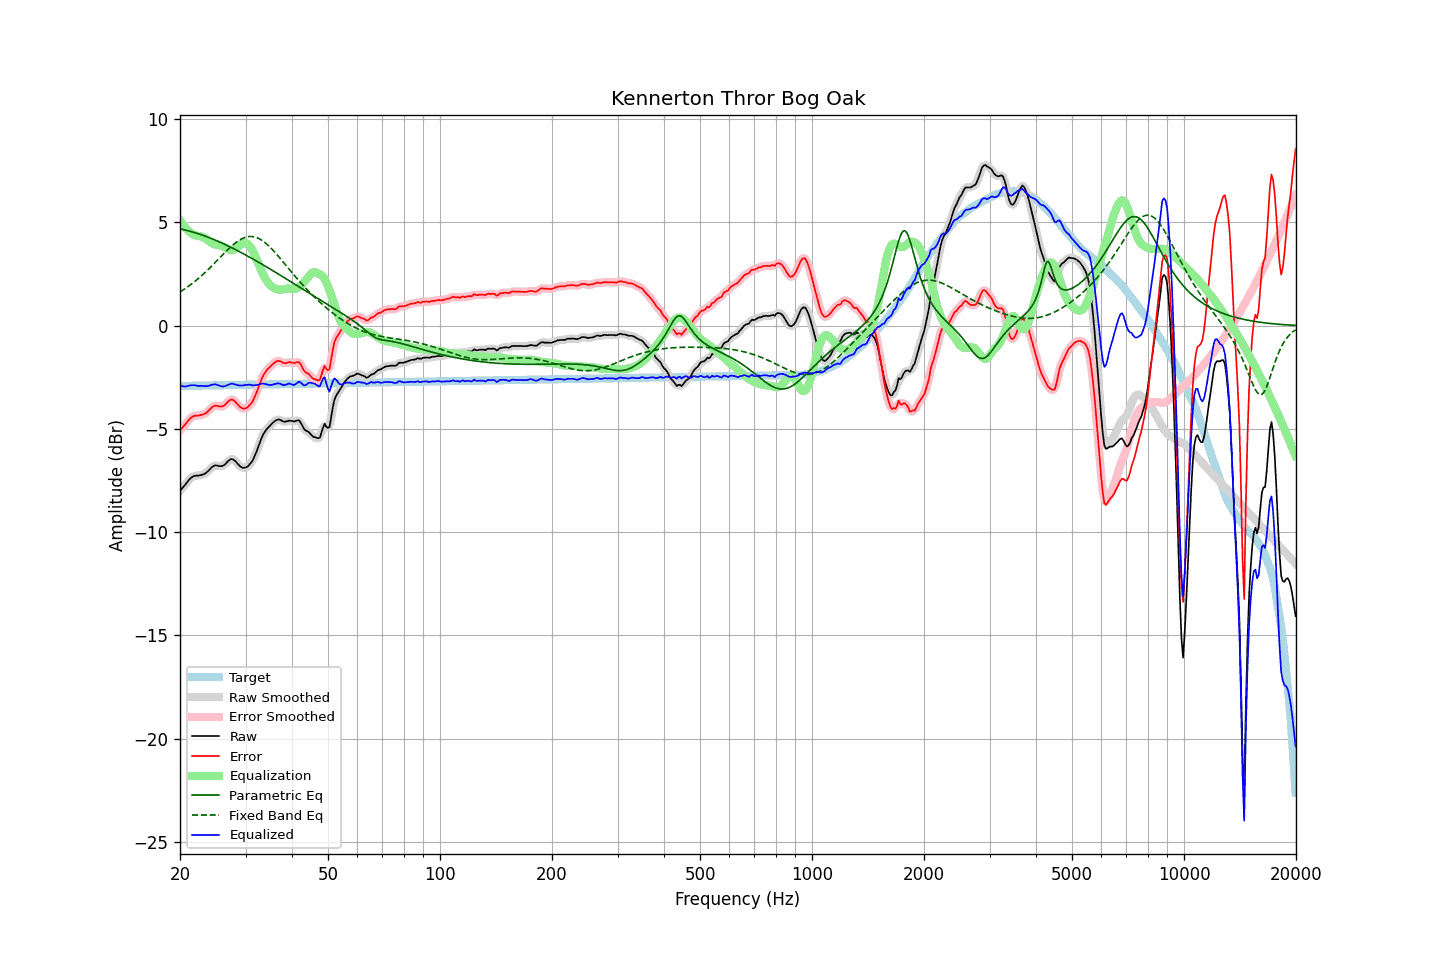 Kennerton Thror Bog Oak
10
5
0
−5
−10
−15
−20
−25
Amplitude (dBr)
Target
Raw Smoothed
Error Smoothed
Raw
Error
Equalization
Parametric Eq
Fixed Band Eq
Equalized
20 50 100 200 500 1000 2000 5000 10000 20000
Frequency (Hz)